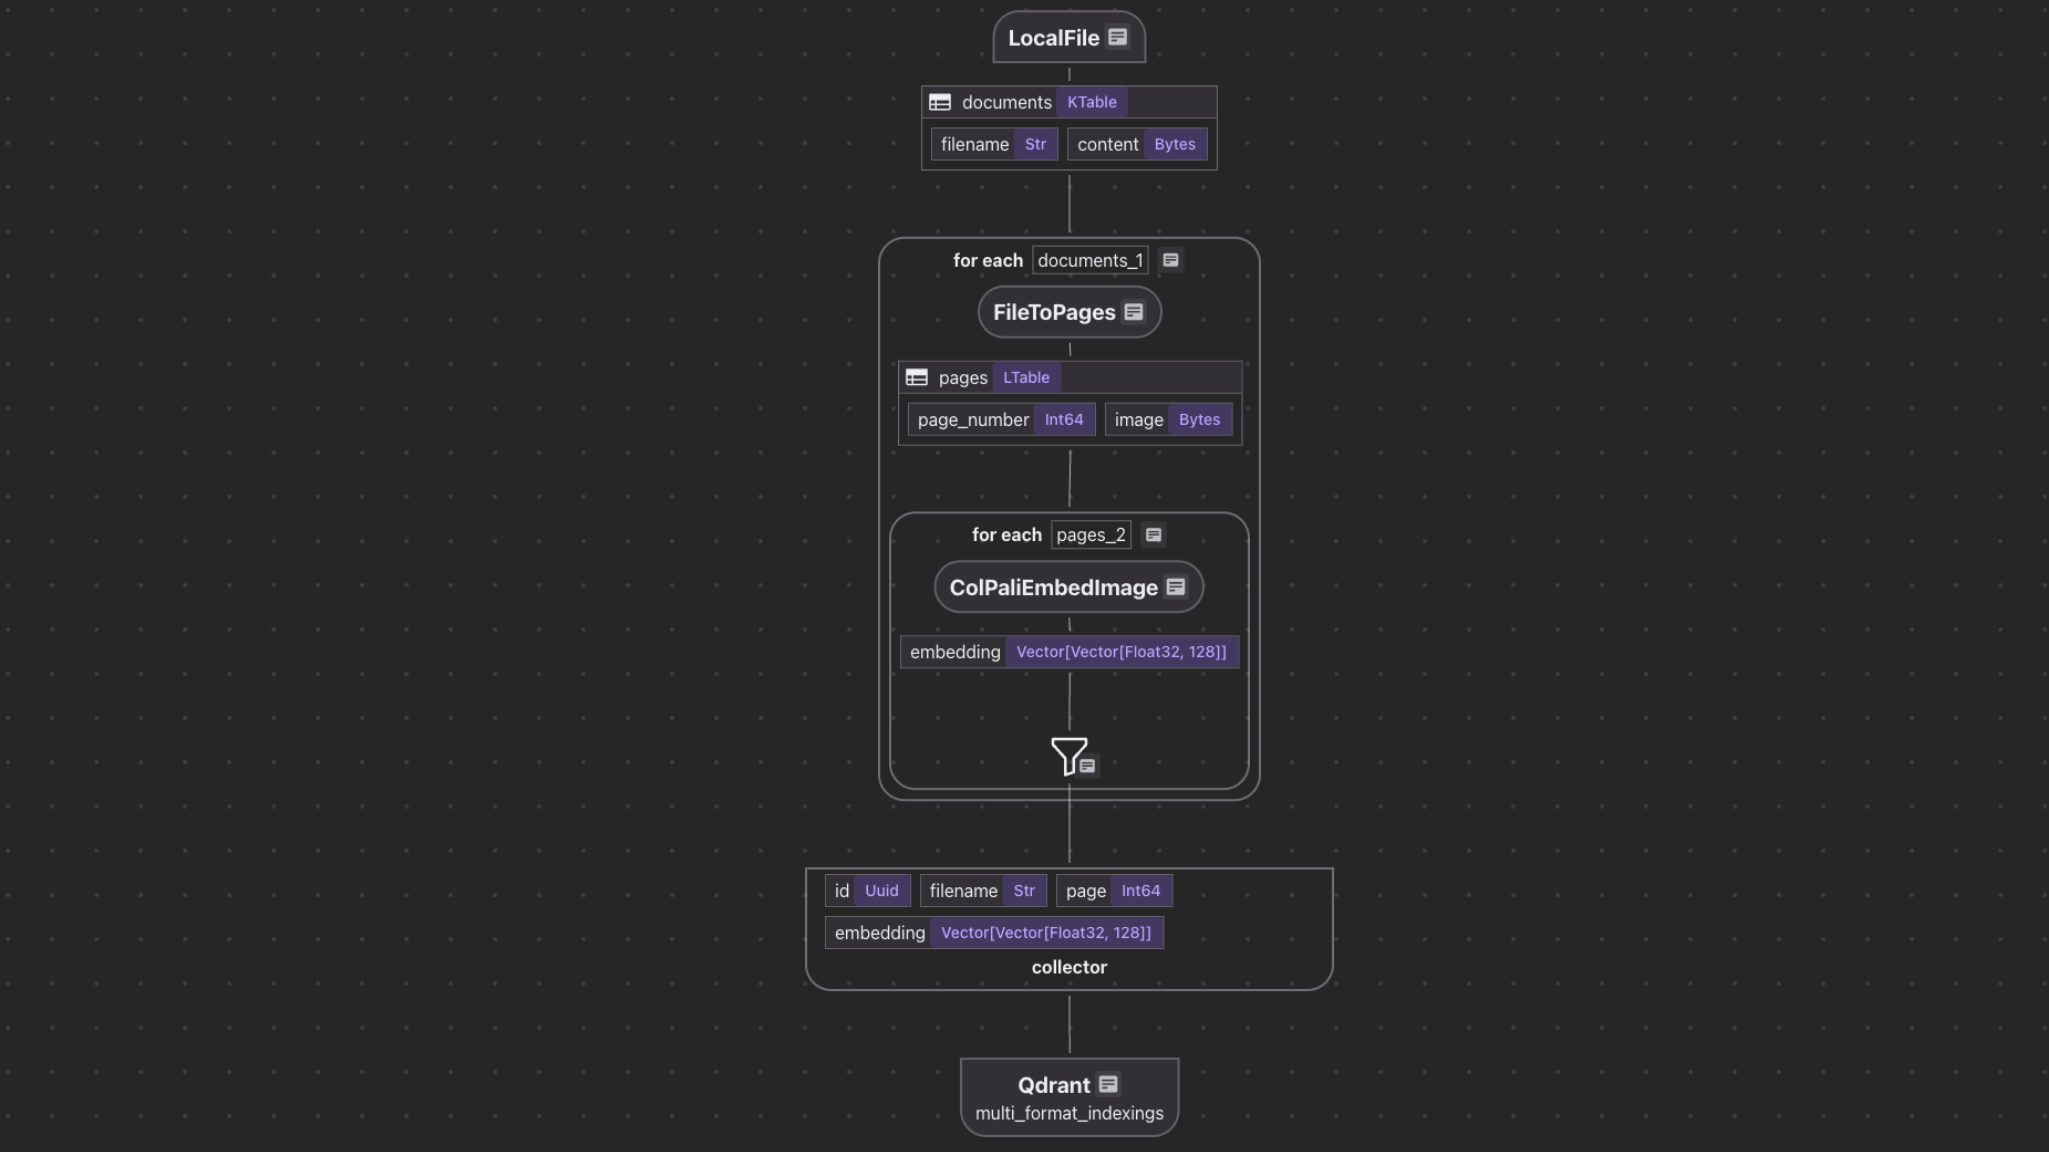 LocalFile
documents KTable
filename Str content Bytes
for each documents_1
FileToPages
pages LTable
page_number Int64 image Bytes
for each pages_2
ColPaliEmbedImage
embedding Vector[Vector[Float32, 128]]
id Uuid filename Str page Int64
embedding Vector[Vector[Float32, 128]]
collector
Qdrant
multi_format_indexings